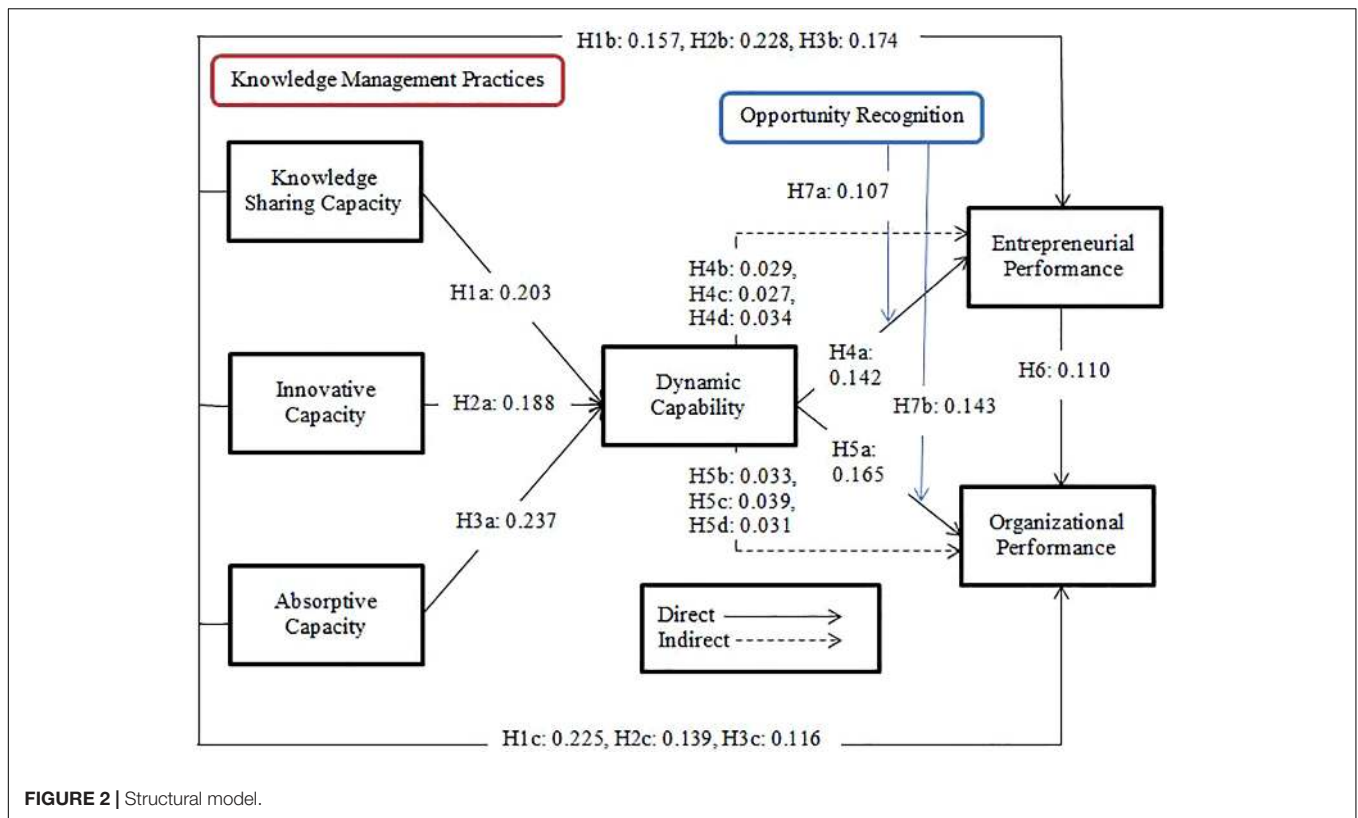 H1b: 0.157, H2b: 0.228, H3b: 0.174
Knowledge Management Practices
Opportunity Recognition
Knowledge
Sharing Capacity
H7a: 0.107
Entrepreneurial
Performance
H4b: 0.029,
H4c: 0.027,
H4d: 0.034
H1a: 0.203
Innovative
Capacity
H2a: 0.188
Dynamic
Capability
H4a:
0.142
H6: 0.110
H7b: 0.143
H5a:
0.165
H5b: 0.033,
H5c: 0.039,
H5d: 0.031
H3a: 0.237
Organizational
Performance
Absorptive
Capacity
Direct
Indirect
H1c: 0.225, H2c: 0.139, H3c: 0.116
FIGURE 2 | Structural model.